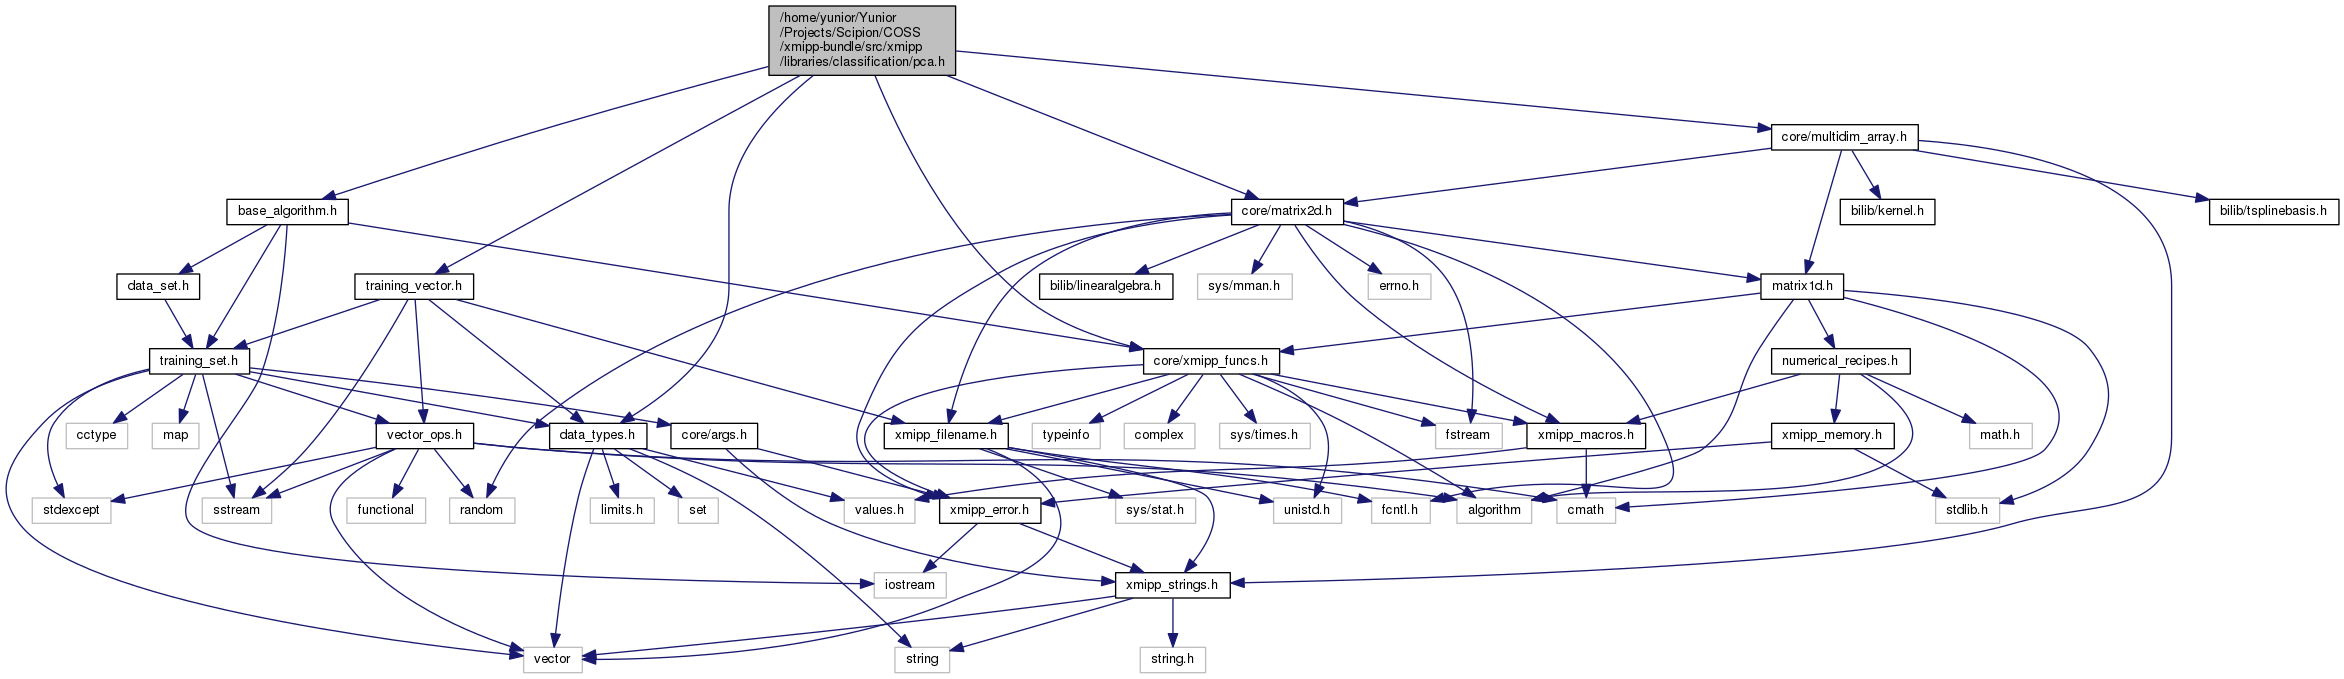 /home/yunior/Yunior
/Projects/Scipion/COSS
/xmipp-bundle/src/xmipp
/libraries/classification/pca.h
core/multidim_array.h
base_algorithm.h
core/matrix2d.h
bilib/kernel.h
bilib/tsplinebasis.h
data_set.h
training_vector.h
bilib/linearalgebra.h
sys/mman.h
errno.h
matrix1d.h
training_set.h
core/xmipp_funcs.h
numerical_recipes.h
cctype
map
vector_ops.h
data_types.h
core/args.h
xmipp_filename.h
typeinfo
complex
sys/times.h
fstream
xmipp_macros.h
xmipp_memory.h
math.h
stdexcept
sstream
functional
random
limits.h
set
values.h
xmipp_error.h
sys/stat.h
unistd.h
fcntl.h
algorithm
cmath
stdlib.h
iostream
xmipp_strings.h
vector
string
string.h